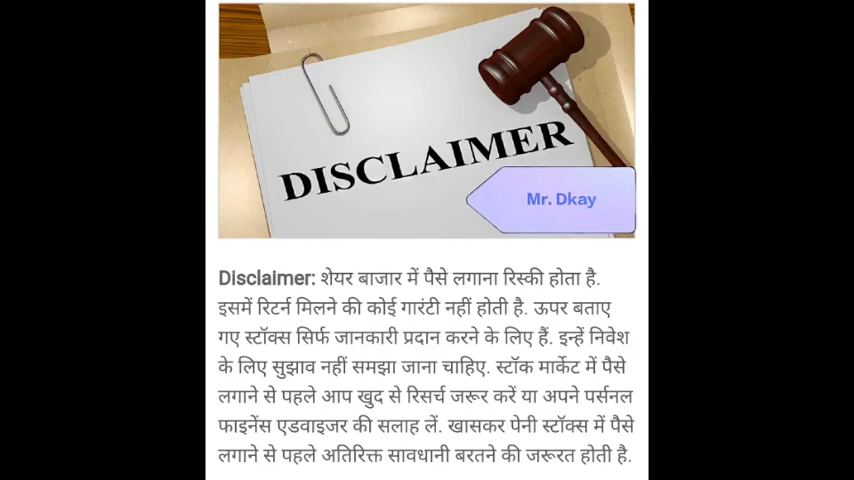 DISCLAIMER
Mr. Dkay
Disclaimer: शेयर बाजार में पैसे लगाना रिस्की होता है.
इसमें रिटर्न मिलने की कोई गारंटी नहीं होती है. ऊपर बताए
गए स्टॉक्स सिर्फ जानकारी प्रदान करने के लिए हैं. इन्हें निवेश
के लिए सुझाव नहीं समझा जाना चाहिए. स्टॉक मार्केट में पैसे
लगाने से पहले आप खुद से रिसर्च जरूर करें या अपने पर्सनल
फाइनेंस एडवाइजर की सलाह लें. खासकर पेनी स्टॉक्स में पैसे
लगाने से पहले अतिरिक्त सावधानी बरतने की जरूरत होती है.